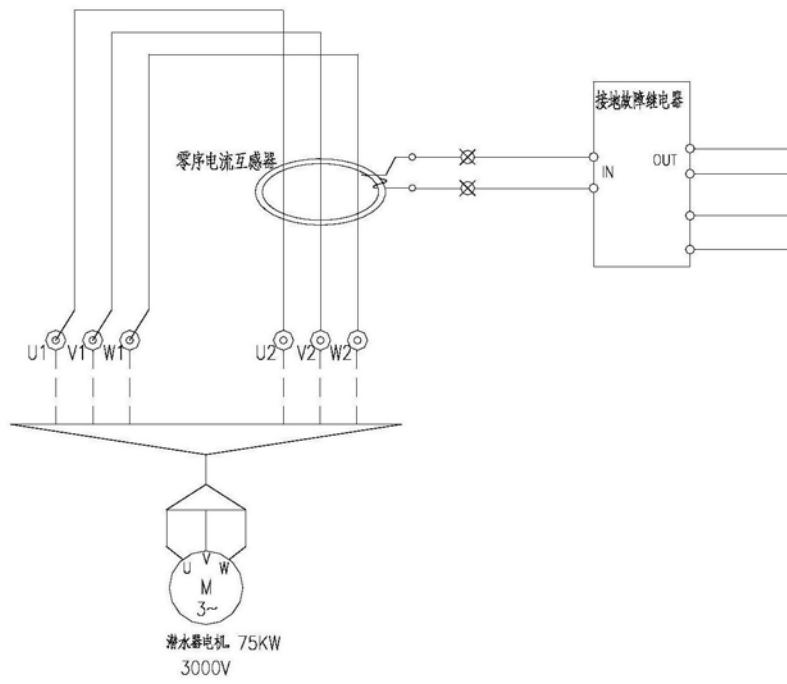 接地故障继电器
零序电流互感器
IN
OUT
U1 V1 W1 U2 V2 W2
U V W
M
3~
潜水器电机 75KW
3000V